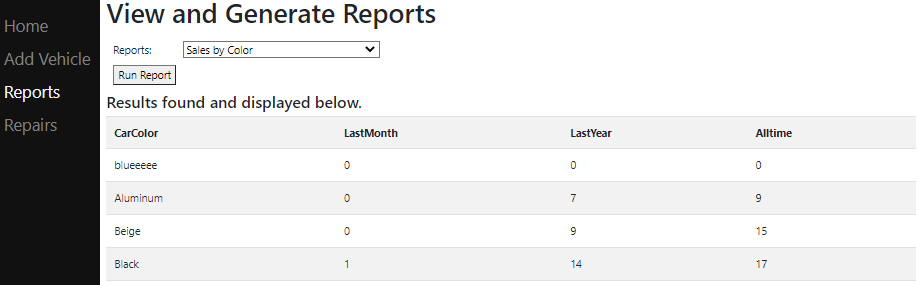 View and Generate Reports
Home
Add Vehicle
Reports
Repairs
Reports: Sales by Color
Run Report
Results found and displayed below.
CarColor LastMonth LastYear Alltime
blueeeee 0 0 0
Aluminum 0 7 9
Beige 0 9 15
Black 1 14 17